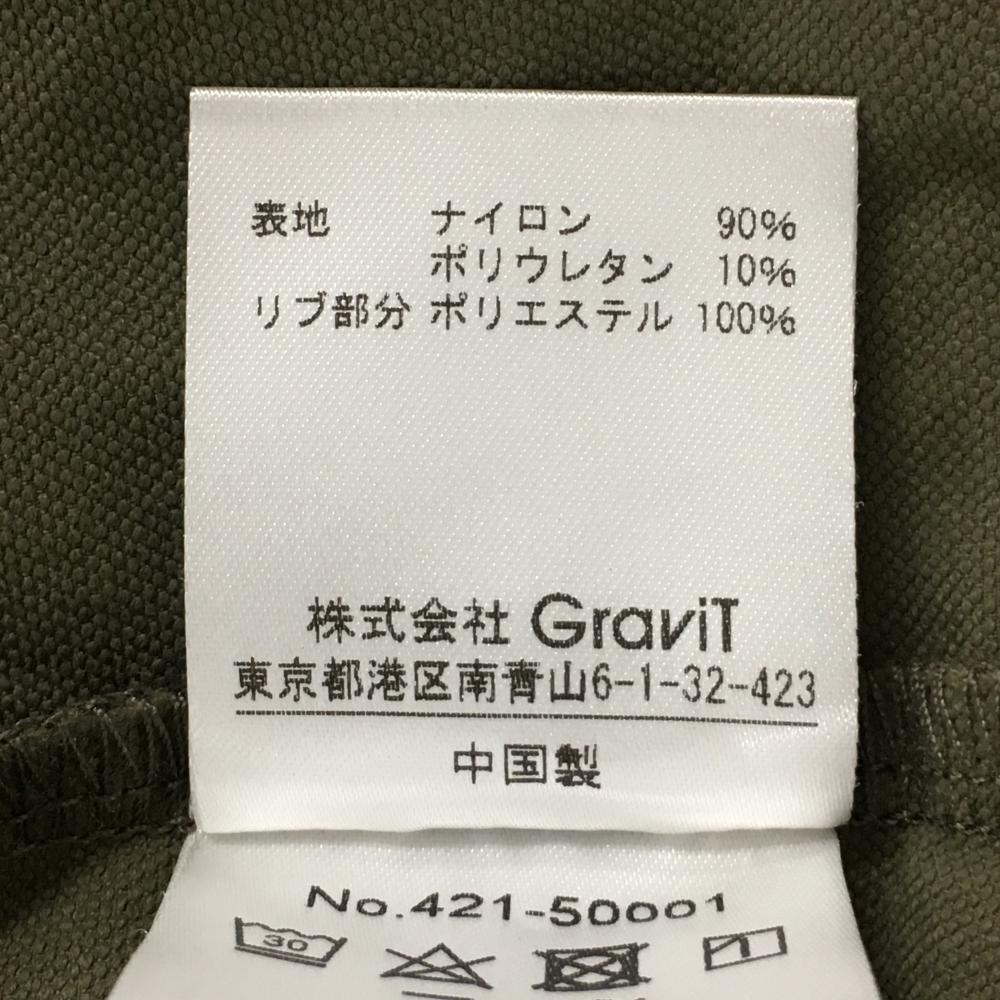 表地 ナイロン 90%
ポリウレタン 10%
リブ部分 ポリエステル 100%
株式会社 GraviT
東京都港区南青山6-1-32-423
中国製
No.421-50001
30